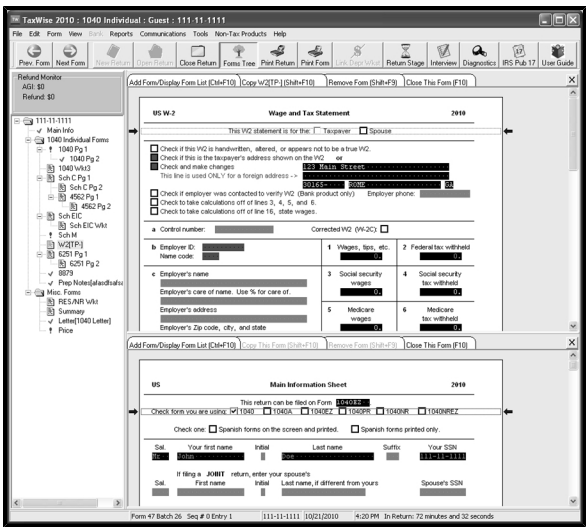 TaxWise 2010 : 1040 Individual : Guest : 111-11-1111
File Edit Form View Bank Reports Communications Tools Non-Tax Products Help
Prev. Form Next Form New Return Open Return Close Return Forms Tree Print Return Print Form Link Depr Wkst Return Stage Interview Diagnostics IRS Pub 17 User Guide
Refund Monitor
AGI: $0
Refund: $0
111-11-1111
Main Info
1040 Individual Forms
1040 Pg 1
1040 Pg 2
1040 Wkt3
Sch C Pg 1
Sch C Pg 2
4562 Pg 1
4562 Pg 2
Sch EIC
Sch EIC Wkt
Sch M
W2[TP-]
6251 Pg 1
6251 Pg 2
8879
Prep Notes[afasdfsafsa
Misc. Forms
RES/NR Wkt
Summary
Letter[1040 Letter]
Price
Add Form/Display Form List (Ctrl+F10) Copy W2[TP-] (Shift+F10) Remove Form (Shift+F9) Close This Form (F10)
US W-2 Wage and Tax Statement 2010
This W2 statement is for the: Taxpayer Spouse
Check if this W2 is handwritten, altered, or appears not to be a true W2.
Check if this is the taxpayer's address shown on the W2 or
Check and make changes 123 Main Street
This line is used ONLY for a foreign address ->
30165- ROME GA
Check if employer was contacted to verify W2 (Bank product only) Employer phone:
Check to take calculations off of lines 3, 4, 5, and 6.
Check to take calculations off of line 16, state wages.
a Control number: Corrected W2 (W-2C):
b Employer ID: 1 Wages, tips, etc. 2 Federal tax withheld
Name code: 0. 0.
c Employer's name 3 Social security 4 Social security
wages tax withheld
Employer's care of name. Use % for care of. 0. 0.
Employer's address 5 Medicare 6 Medicare
wages tax withheld
Employer's Zip code, city, and state 0. 0.
Add Form/Display Form List (Ctrl+F10) Copy This Form (Shift+F10) Remove Form (Shift+F9) Close This Form (F10)
US Main Information Sheet 2010
This return can be filed on Form 1040EZ
Check form you are using: 1040 1040A 1040EZ 1040PR 1040NR 1040NREZ
Check one: Spanish forms on the screen and printed. Spanish forms printed only.
Sal. Your first name Initial Last name Suffix Your SSN
Mr John Doe 111-11-1111
If filing a JOINT return, enter your spouse's
Sal. First name Initial Last name, if different from yours Spouse's SSN
Form 47 Batch 26 Seq # 0 Entry 1 111-11-1111 10/21/2010 4:20 PM In Return: 72 minutes and 32 seconds